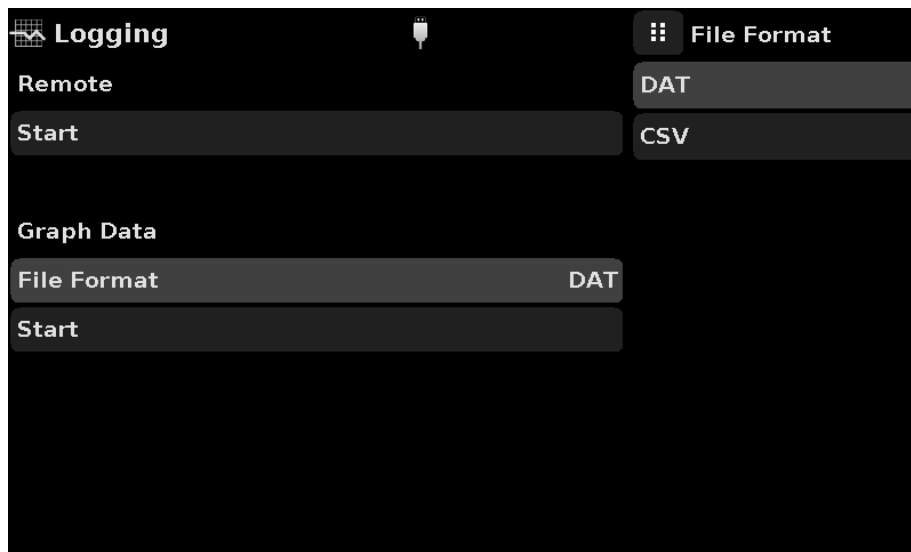 Logging
Remote
Start
Graph Data
File Format DAT
Start
File Format
DAT
CSV